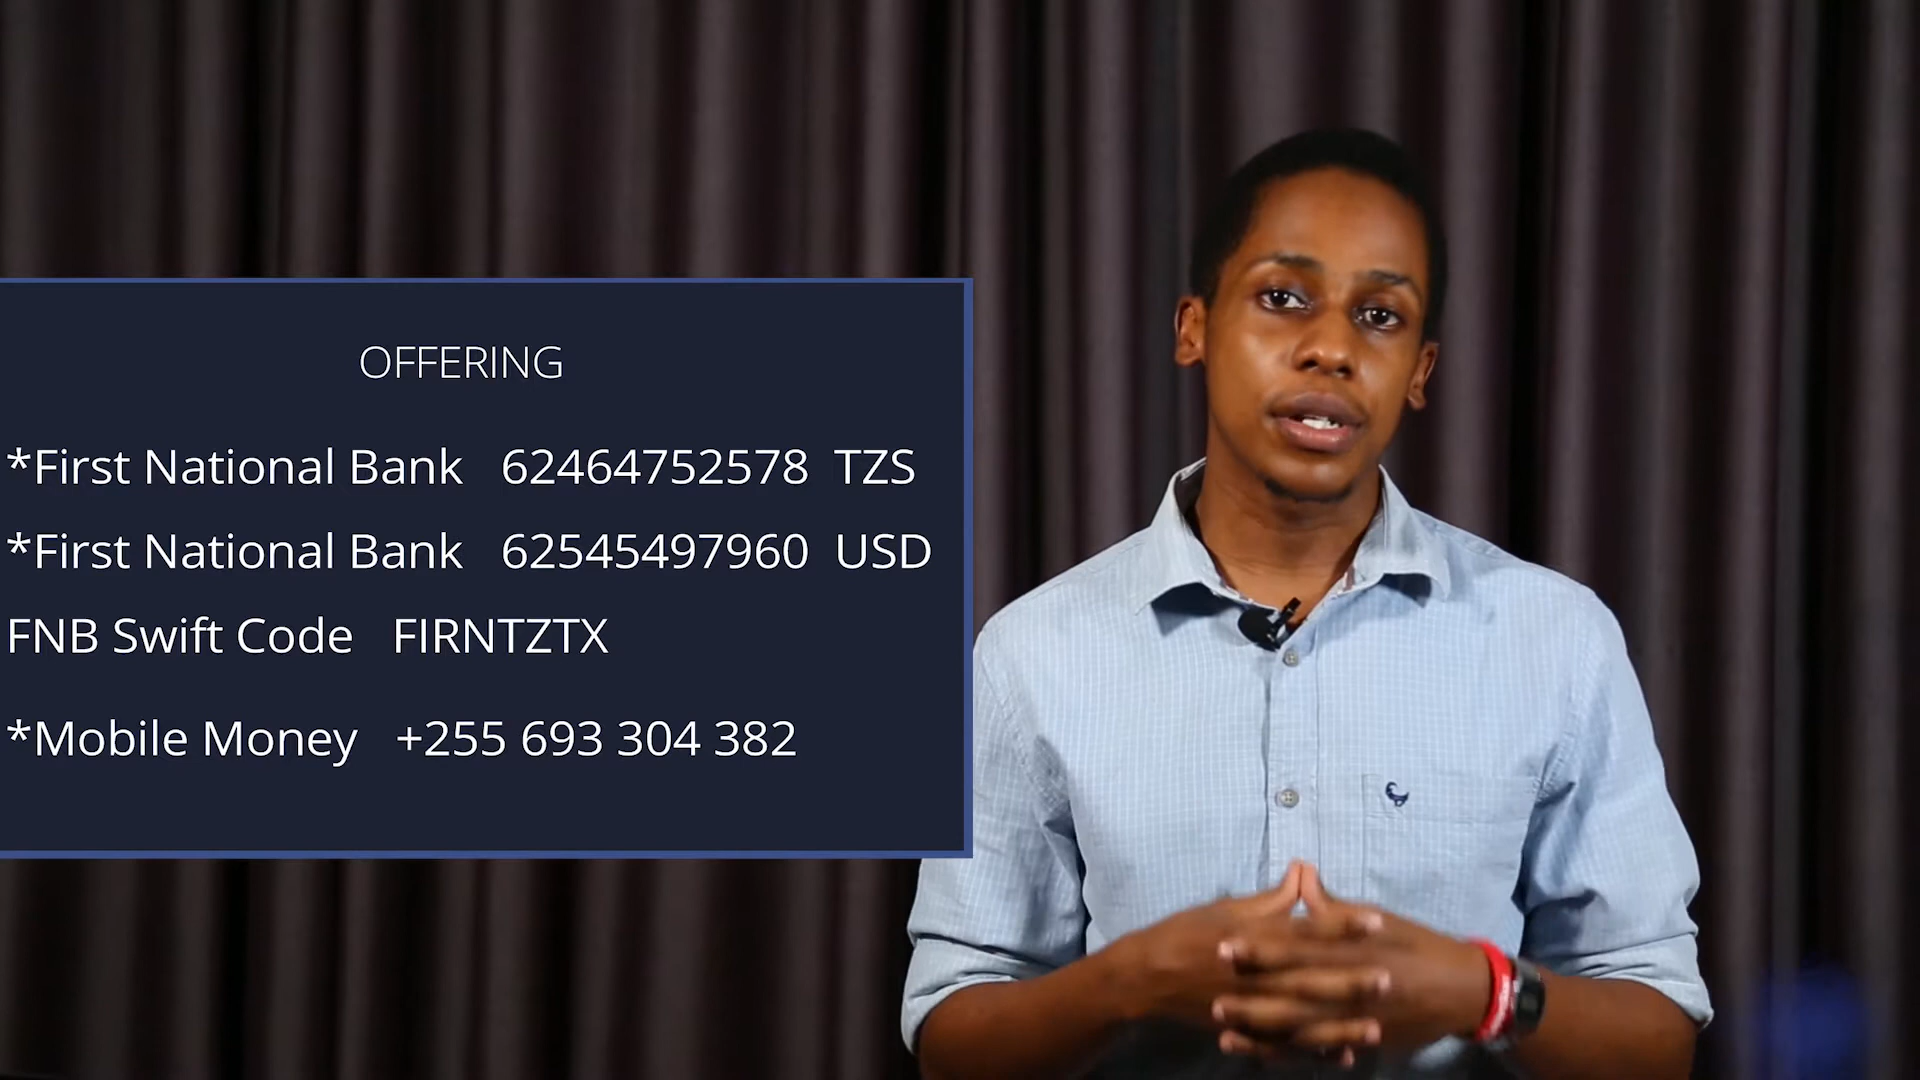 OFFERING
*First National Bank 62464752578 TZS
*First National Bank 62545497960 USD
FNB Swift Code FIRNTZTX
*Mobile Money +255 693 304 382